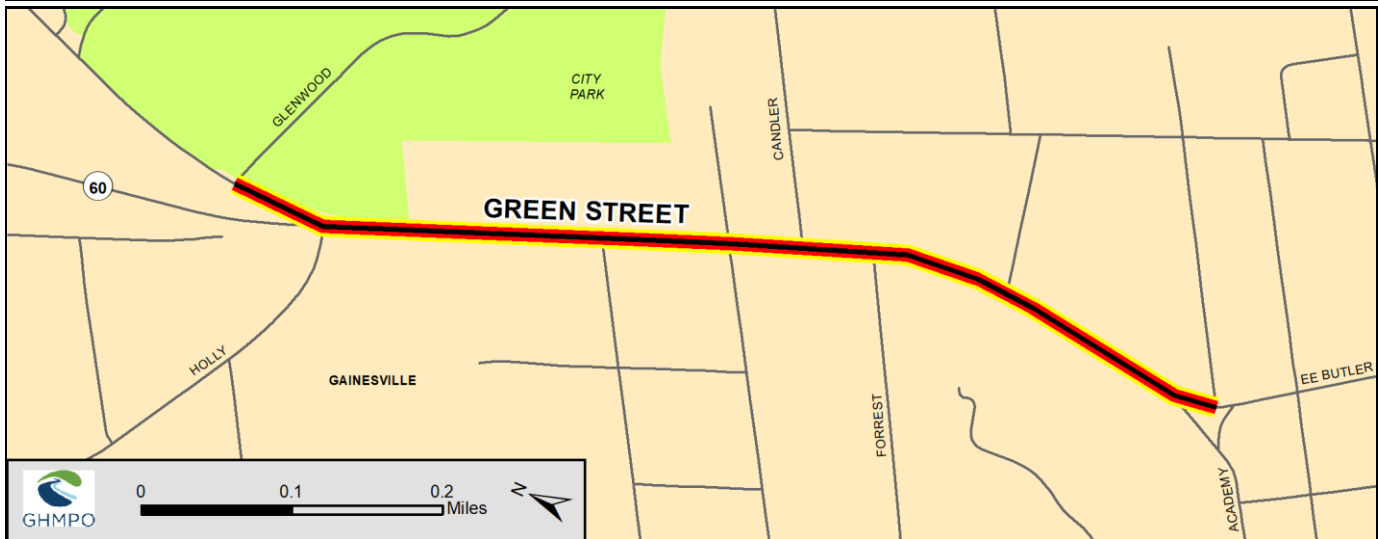 GLENWOOD
CITY
PARK
CANDLER
60
GREEN STREET
HOLLY
GAINESVILLE
FORREST
EE BUTLER
ACADEMY
GHMPO
0 0.1 0.2
Miles
N